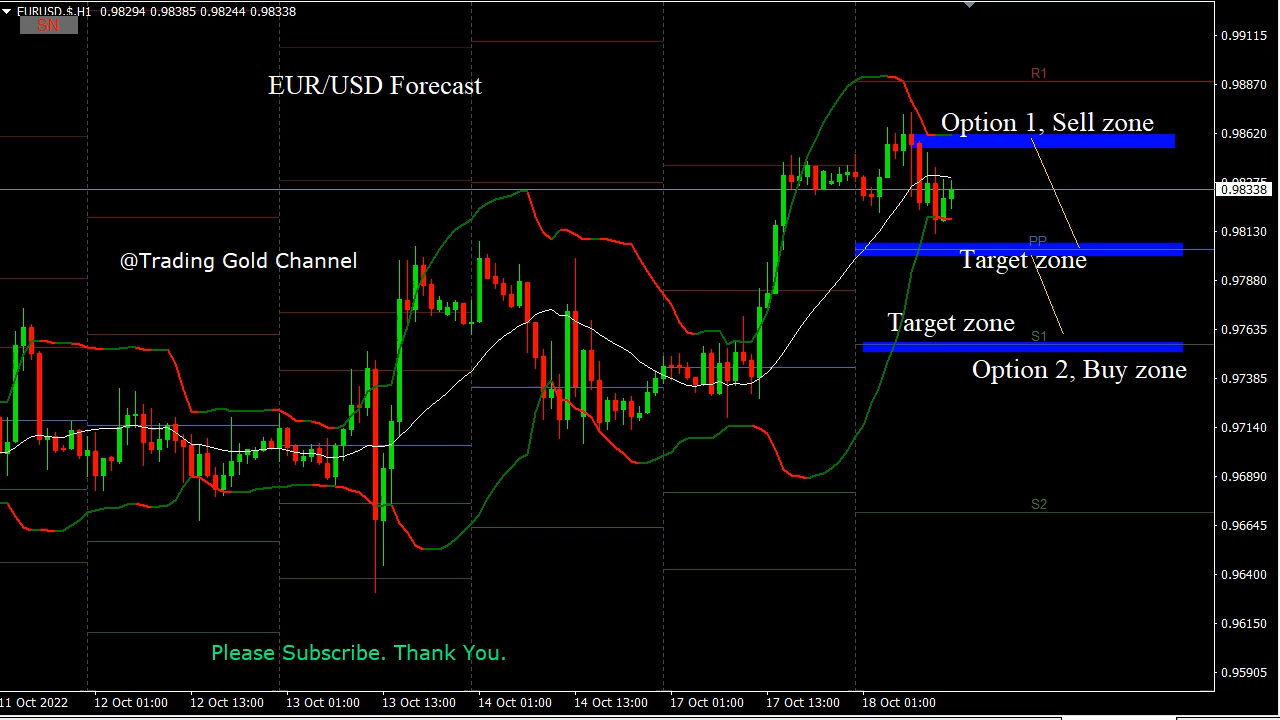 EURUSD.$,H1 0.98294 0.98385 0.98244 0.98338
SN
0.99115
R1
EUR/USD Forecast
0.98870
Option 1, Sell zone
0.98620
0.98338
0.98130
PP
@Trading Gold Channel
Target zone
0.97880
Target zone
0.97635
S1
Option 2, Buy zone
0.97385
0.97140
0.96890
S2
0.96645
0.96400
0.96150
Please Subscribe. Thank You.
0.95905
11 Oct 2022 12 Oct 01:00 12 Oct 13:00 13 Oct 01:00 13 Oct 13:00 14 Oct 01:00 14 Oct 13:00 17 Oct 01:00 17 Oct 13:00 18 Oct 01:00